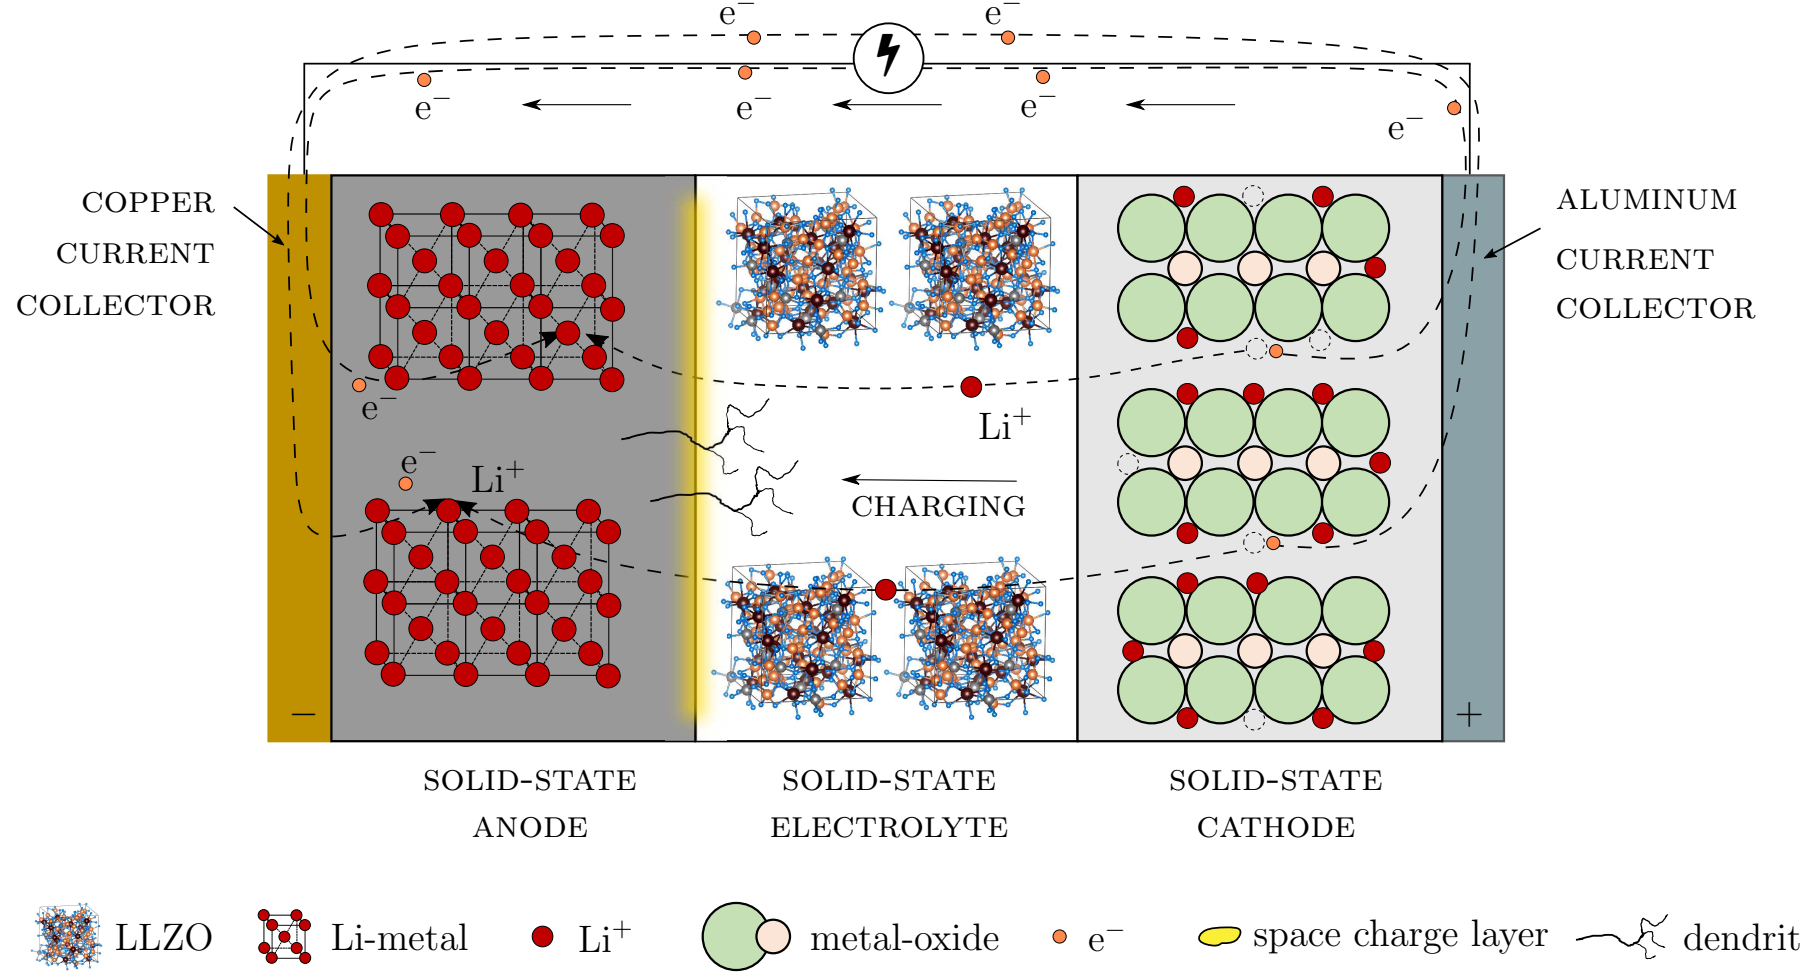 e⁻
e⁻
e⁻
e⁻
e⁻
e⁻
COPPER
CURRENT
COLLECTOR
ALUMINUM
CURRENT
COLLECTOR
e⁻
Li⁺
e⁻
Li⁺
CHARGING
−
+
SOLID-STATE
ANODE
SOLID-STATE
ELECTROLYTE
SOLID-STATE
CATHODE
LLZO
Li-metal
Li⁺
metal-oxide
e⁻
space charge layer
dendrit